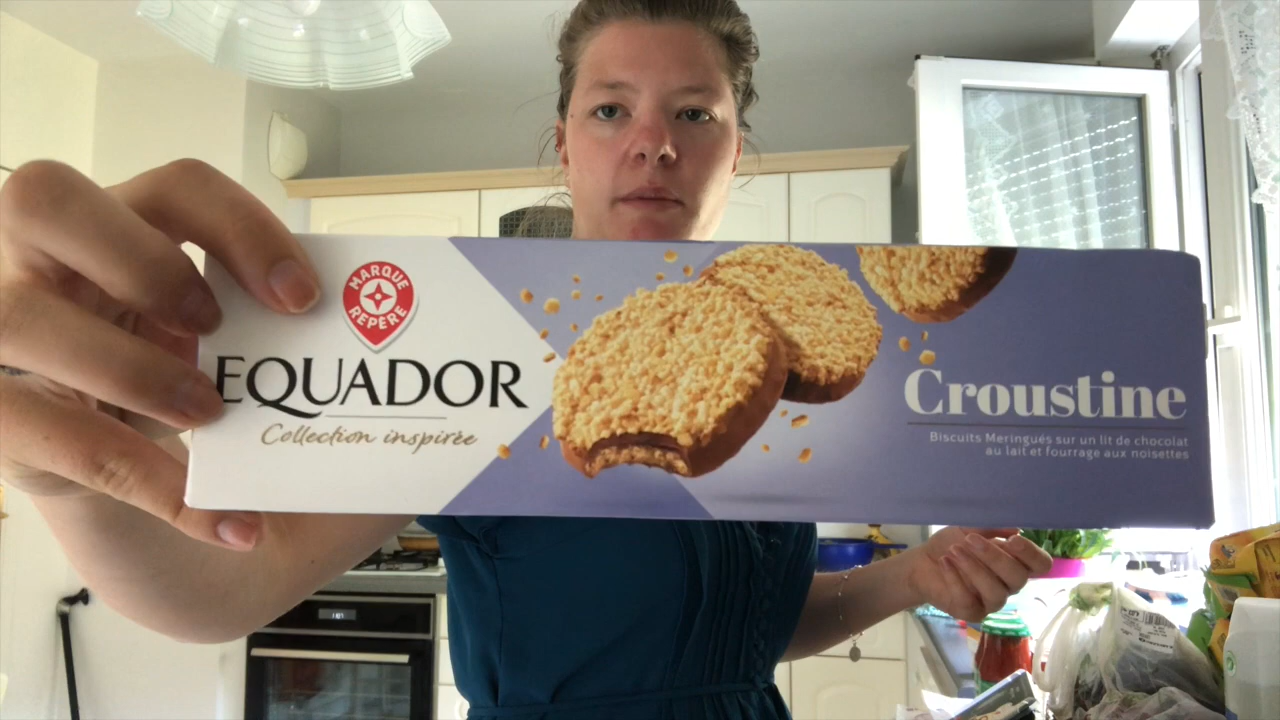 MARQUE
REPÈRE
EQUADOR
Collection inspirée
Croustine
Biscuits Meringués sur un lit de chocolat
au lait et fourrage aux noisettes